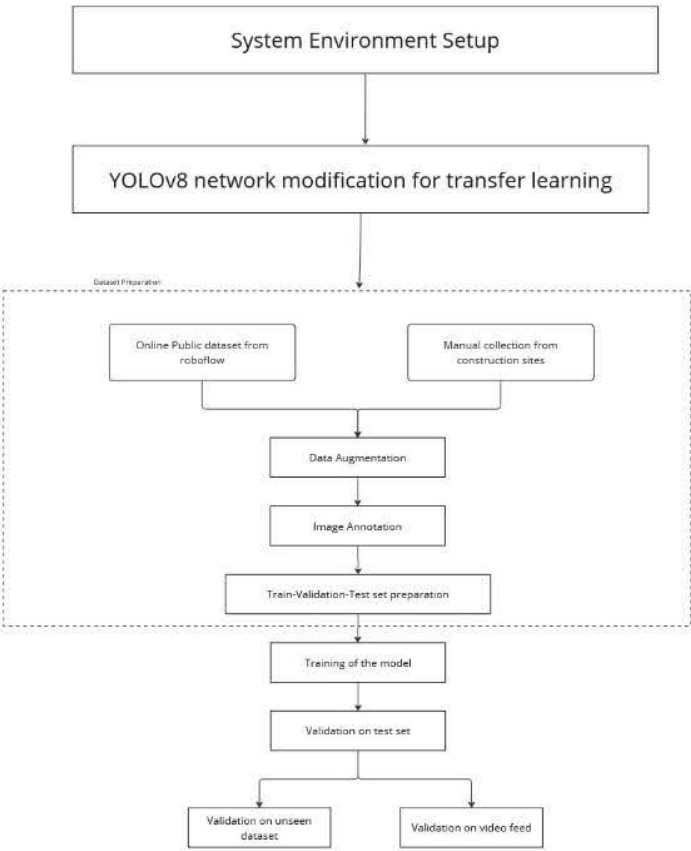 System Environment Setup
YOLOv8 network modification for transfer learning
Dataset Preparation
Online Public dataset from
roboflow
Manual collection from
construction sites
Data Augmentation
Image Annotation
Train-Validation-Test set preparation
Training of the model
Validation on test set
Validation on unseen
dataset
Validation on video feed